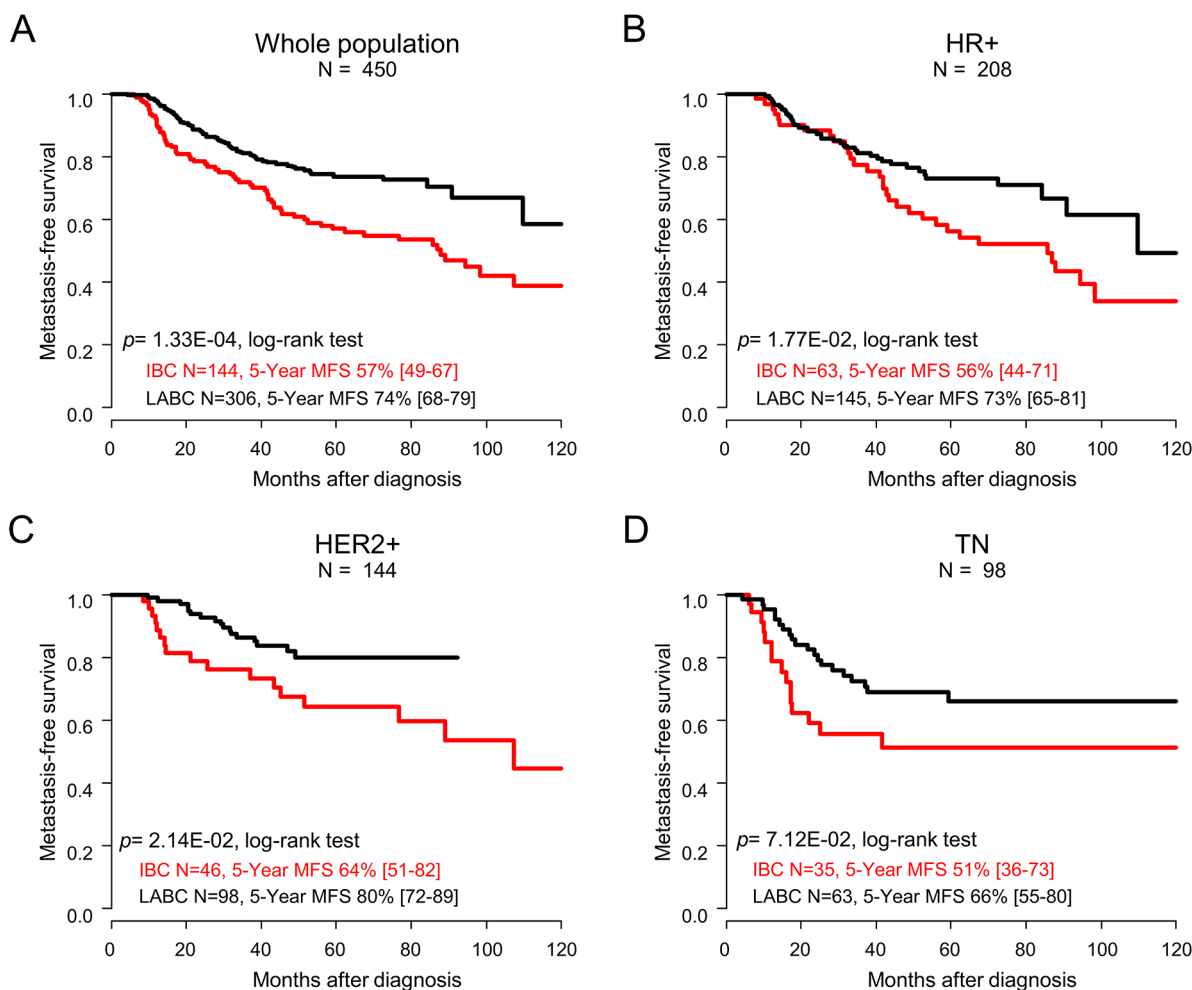 A
Whole population
N = 450
Metastasis-free survival
1.0
0.8
0.6
0.4
0.2
0.0
p= 1.33E-04, log-rank test
IBC N=144, 5-Year MFS 57% [49-67]
LABC N=306, 5-Year MFS 74% [68-79]
0 20 40 60 80 100 120
Months after diagnosis
B
HR+
N = 208
Metastasis-free survival
1.0
0.8
0.6
0.4
0.2
0.0
p= 1.77E-02, log-rank test
IBC N=63, 5-Year MFS 56% [44-71]
LABC N=145, 5-Year MFS 73% [65-81]
0 20 40 60 80 100 120
Months after diagnosis
C
HER2+
N = 144
Metastasis-free survival
1.0
0.8
0.6
0.4
0.2
0.0
p= 2.14E-02, log-rank test
IBC N=46, 5-Year MFS 64% [51-82]
LABC N=98, 5-Year MFS 80% [72-89]
0 20 40 60 80 100 120
Months after diagnosis
D
TN
N = 98
Metastasis-free survival
1.0
0.8
0.6
0.4
0.2
0.0
p= 7.12E-02, log-rank test
IBC N=35, 5-Year MFS 51% [36-73]
LABC N=63, 5-Year MFS 66% [55-80]
0 20 40 60 80 100 120
Months after diagnosis